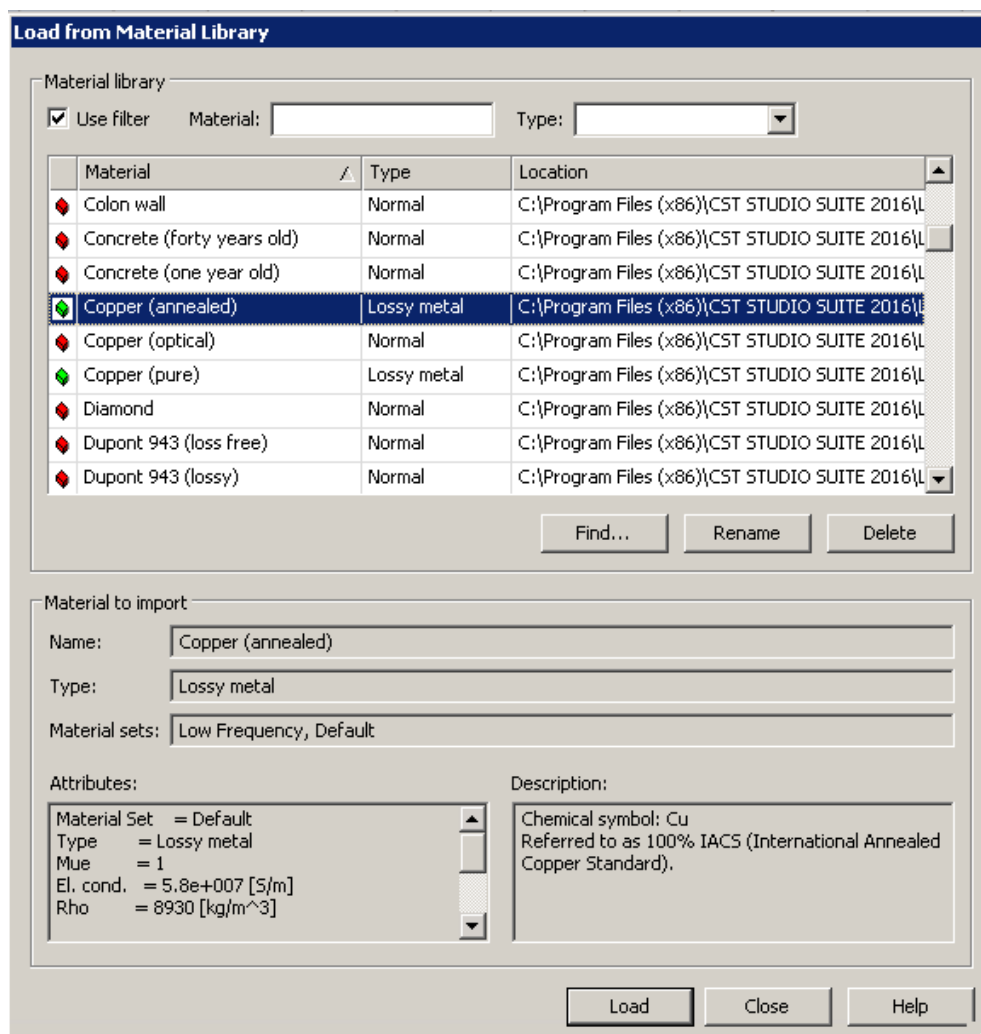 Load from Material Library
Material library
Use filter Material: Type:
Material Type Location
Colon wall Normal C:\Program Files (x86)\CST STUDIO SUITE 2016\L
Concrete (forty years old) Normal C:\Program Files (x86)\CST STUDIO SUITE 2016\L
Concrete (one year old) Normal C:\Program Files (x86)\CST STUDIO SUITE 2016\L
Copper (annealed) Lossy metal C:\Program Files (x86)\CST STUDIO SUITE 2016\L
Copper (optical) Normal C:\Program Files (x86)\CST STUDIO SUITE 2016\L
Copper (pure) Lossy metal C:\Program Files (x86)\CST STUDIO SUITE 2016\L
Diamond Normal C:\Program Files (x86)\CST STUDIO SUITE 2016\L
Dupont 943 (loss free) Normal C:\Program Files (x86)\CST STUDIO SUITE 2016\L
Dupont 943 (lossy) Normal C:\Program Files (x86)\CST STUDIO SUITE 2016\L
Find... Rename Delete
Material to import
Name: Copper (annealed)
Type: Lossy metal
Material sets: Low Frequency, Default
Attributes:
Material Set = Default
Type = Lossy metal
Mue = 1
El. cond. = 5.8e+007 [S/m]
Rho = 8930 [kg/m^3]
Description:
Chemical symbol: Cu
Referred to as 100% IACS (International Annealed
Copper Standard).
Load Close Help